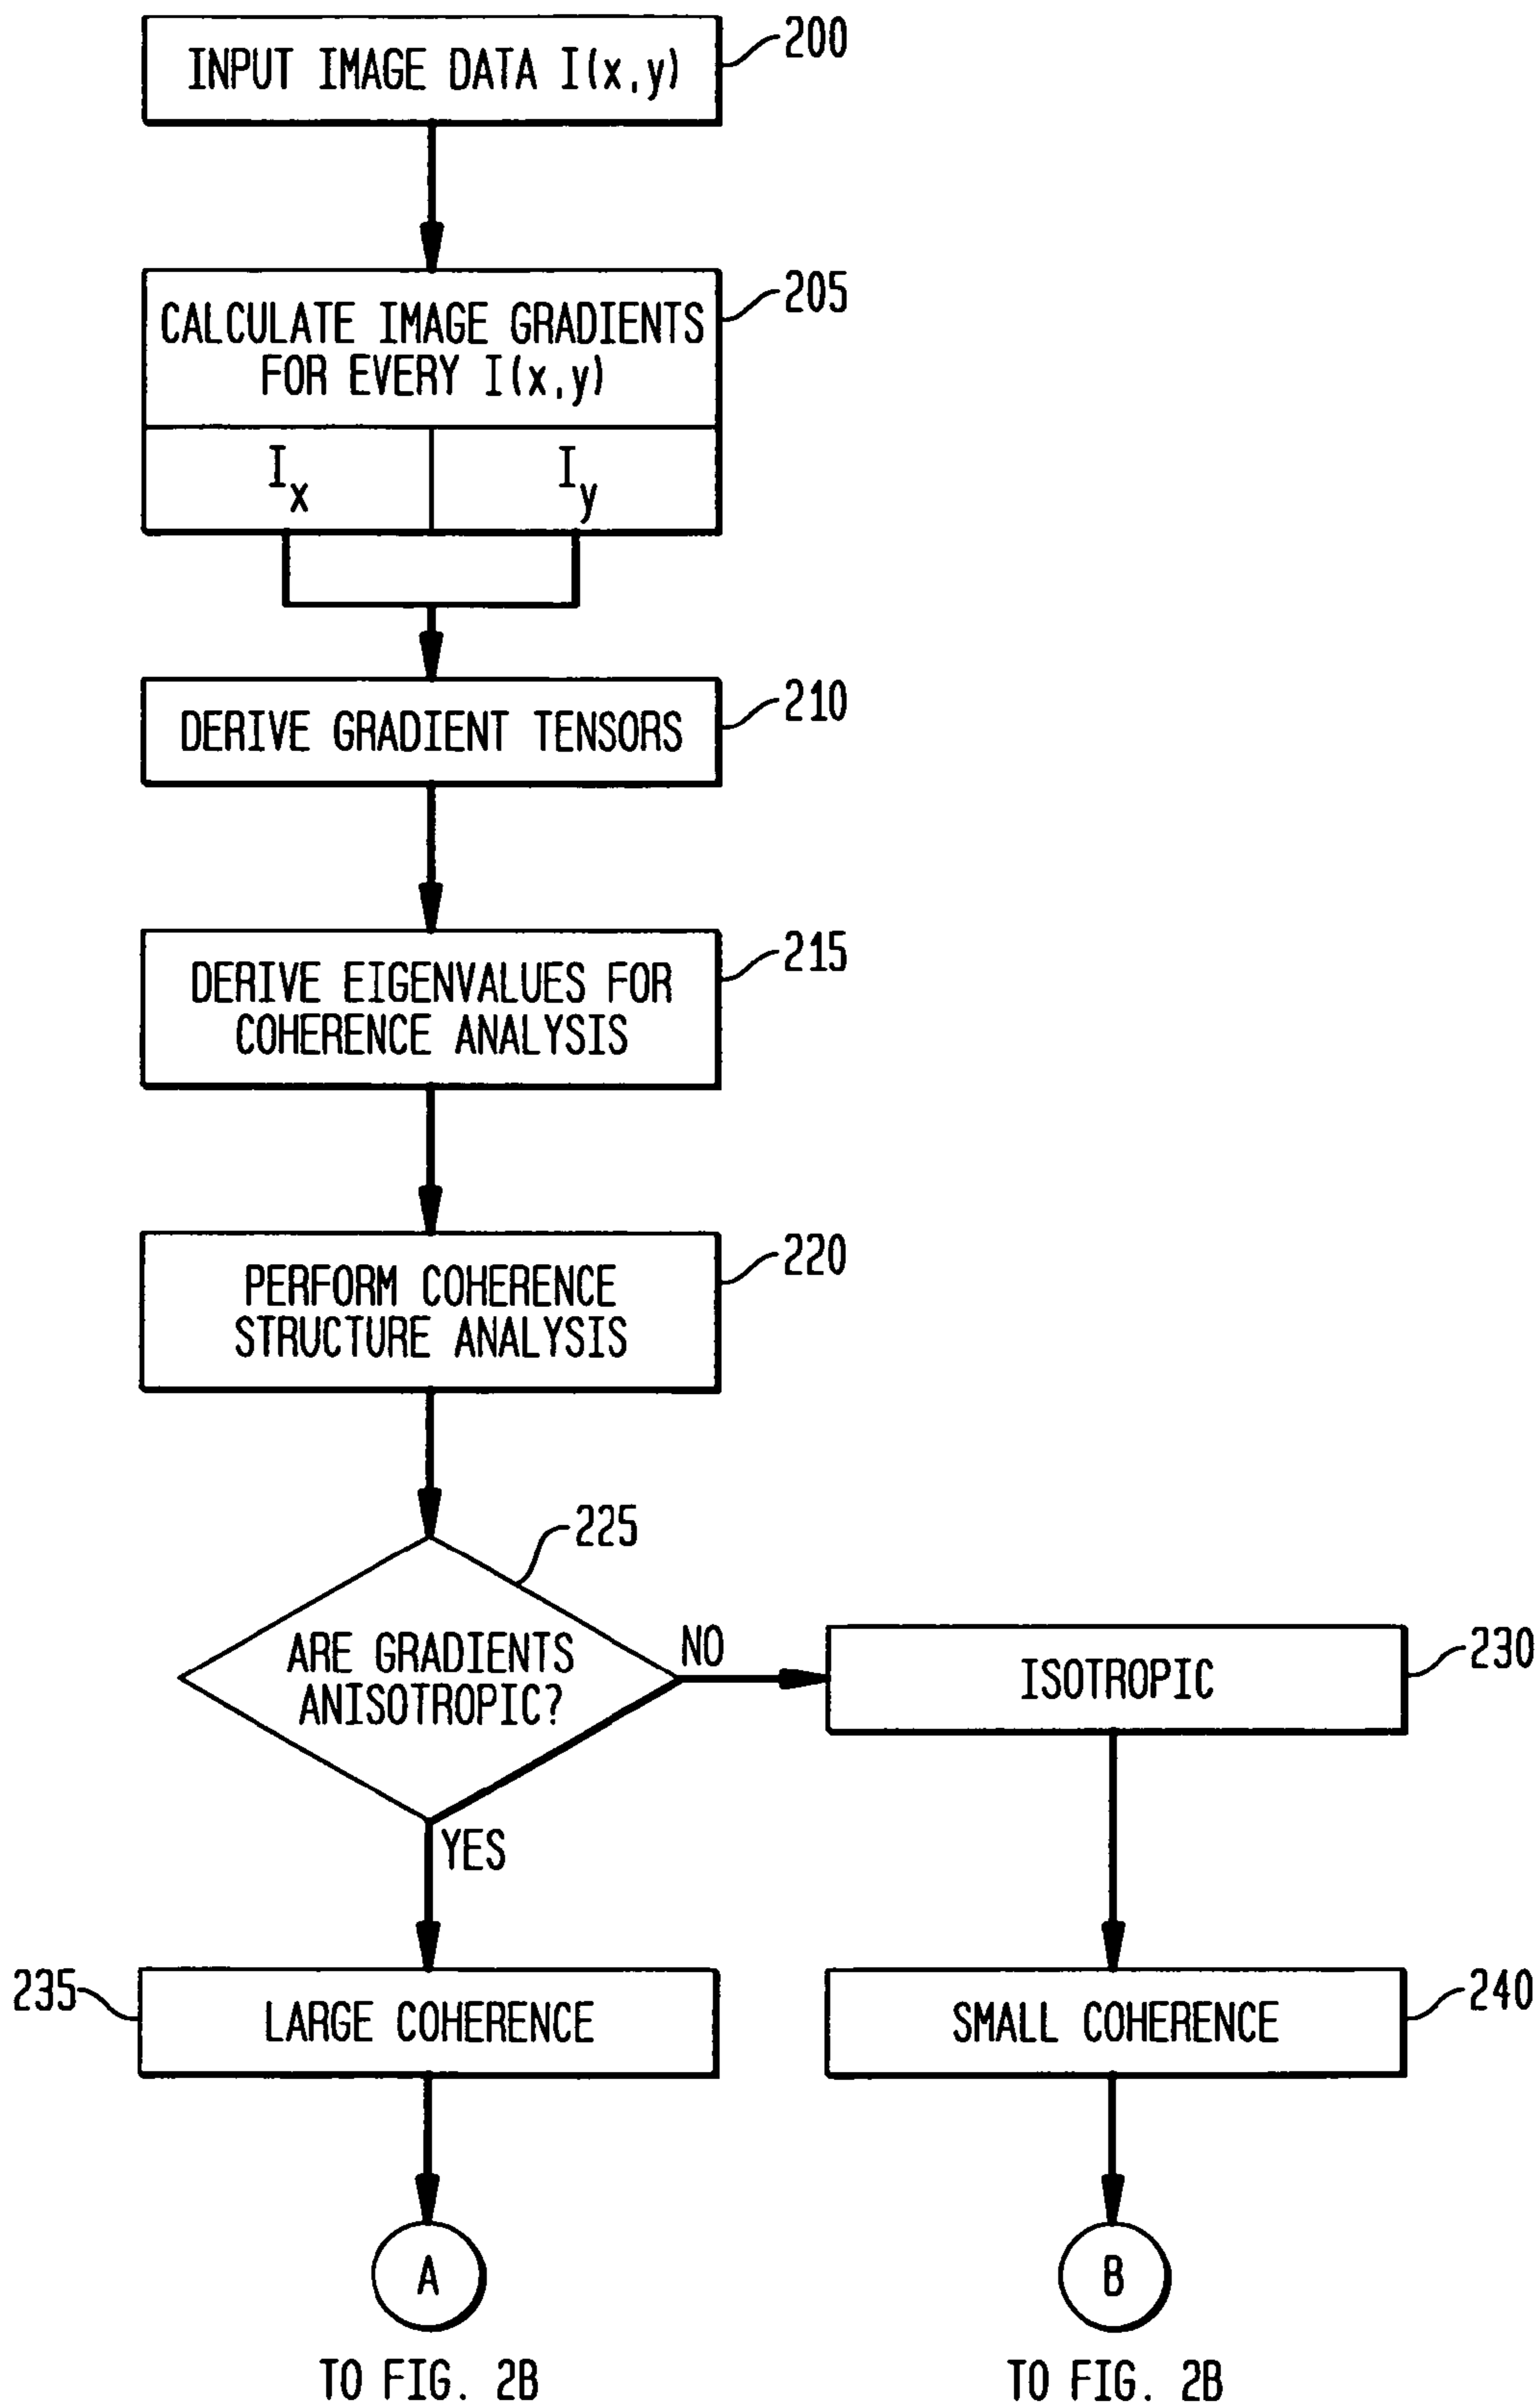 INPUT IMAGE DATA I(x,y)
200
CALCULATE IMAGE GRADIENTS
FOR EVERY I(x,y)
205
Ix
Iy
DERIVE GRADIENT TENSORS
210
DERIVE EIGENVALUES FOR
COHERENCE ANALYSIS
215
PERFORM COHERENCE
STRUCTURE ANALYSIS
220
225
ARE GRADIENTS
ANISOTROPIC?
NO
ISOTROPIC
230
YES
235
LARGE COHERENCE
SMALL COHERENCE
240
A
B
TO FIG. 2B
TO FIG. 2B